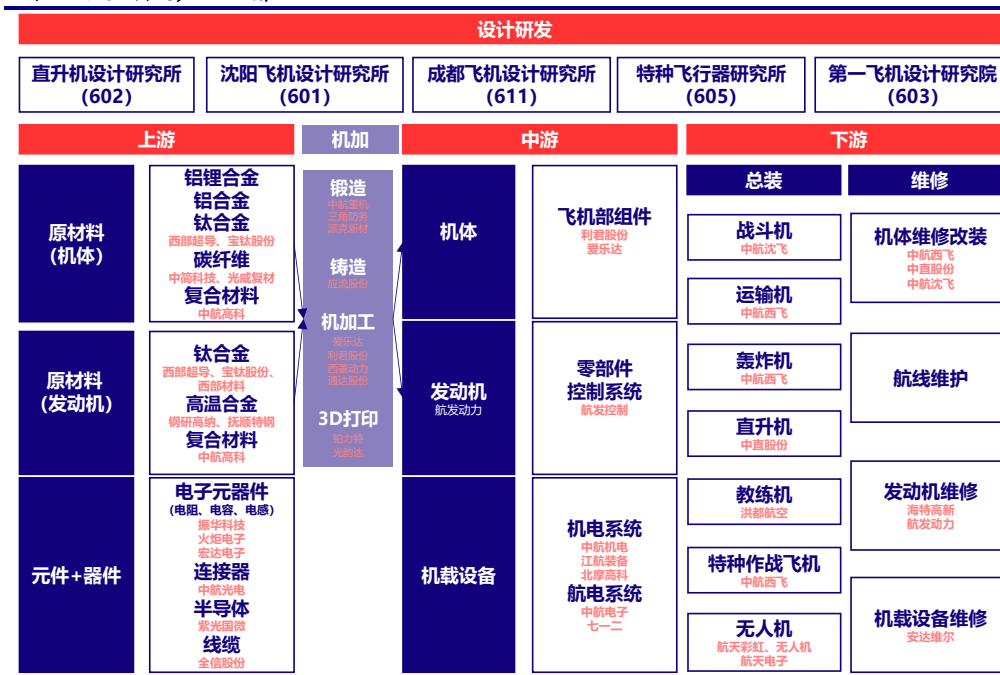 设计研发
直升机设计研究所
(602)
沈阳飞机设计研究所
(601)
成都飞机设计研究所
(611)
特种飞行器研究所
(605)
第一飞机设计研究院
(603)
上游
机加
中游
下游
原材料
(机体)
铝锂合金
铝合金
钛合金
西部超导、宝钛股份
碳纤维
中简科技、光威复材
复合材料
中航高科
原材料
(发动机)
钛合金
西部超导、宝钛股份、
西部材料
高温合金
钢研高纳、抚顺特钢
复合材料
中航高科
元件+器件
电子元器件
(电阻、电容、电感)
振华科技
火炬电子
宏达电子
连接器
中航光电
半导体
紫光国微
线缆
全信股份
锻造
中航重机
三角防务
派克新材
铸造
应流股份
机加工
爱乐达
利君股份
西菱动力
通达股份
3D打印
铂力特
光韵达
机体
飞机部组件
利君股份
爱乐达
发动机
航发动力
零部件
控制系统
航发控制
机载设备
机电系统
中航机电
江航装备
北摩高科
航电系统
中航电子
七一二
总装
战斗机
中航沈飞
运输机
中航西飞
轰炸机
中航西飞
直升机
中直股份
教练机
洪都航空
特种作战飞机
中航西飞
无人机
航天彩虹、无人机
航天电子
维修
机体维修改装
中航西飞
中直股份
中航沈飞
航线维护
发动机维修
海特高新
航发动力
机载设备维修
安达维尔